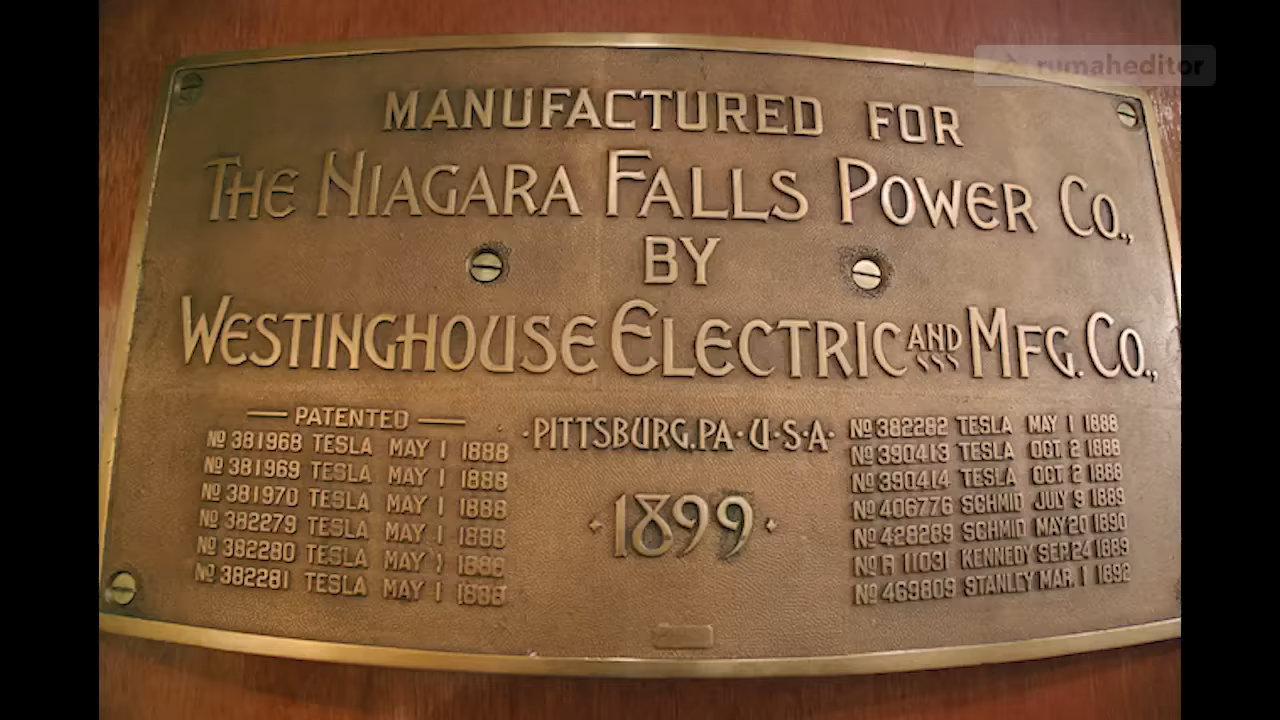 rumaheditor
MANUFACTURED FOR
THE NIAGARA FALLS POWER CO.,
BY
WESTINGHOUSE ELECTRIC AND MFG. CO.,
PATENTED
No 381968 TESLA MAY 1 1888
No 381969 TESLA MAY 1 1888
No 381970 TESLA MAY 1 1888
No 382279 TESLA MAY 1 1888
No 382280 TESLA MAY 1 1888
No 382281 TESLA MAY 1 1888
·PITTSBURG, PA·U·S·A·
1899
No 382282 TESLA MAY 1 1888
No 390413 TESLA OCT. 2 1888
No 390414 TESLA OCT. 2 1888
No 406776 SCHMID JULY 9 1889
No 428289 SCHMID MAY 20 1890
No R 11031 KENNEDY SEP. 24 1889
No 469809 STANLEY MAR. 1 1892